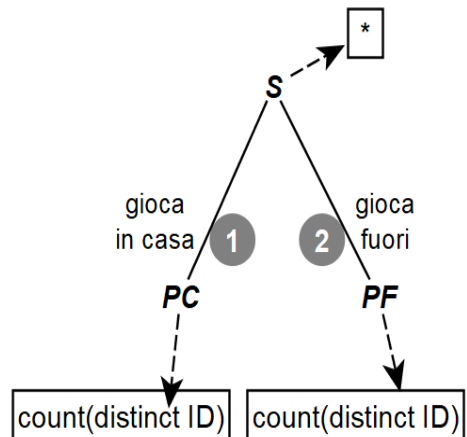 *
S
gioca
in casa
1
2
gioca
fuori
PC
PF
count(distinct ID)
count(distinct ID)